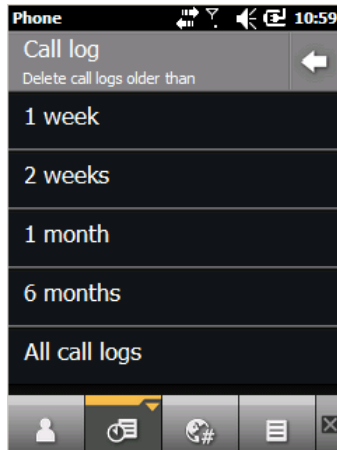 Phone 10:59
Call log
Delete call logs older than
1 week
2 weeks
1 month
6 months
All call logs
#